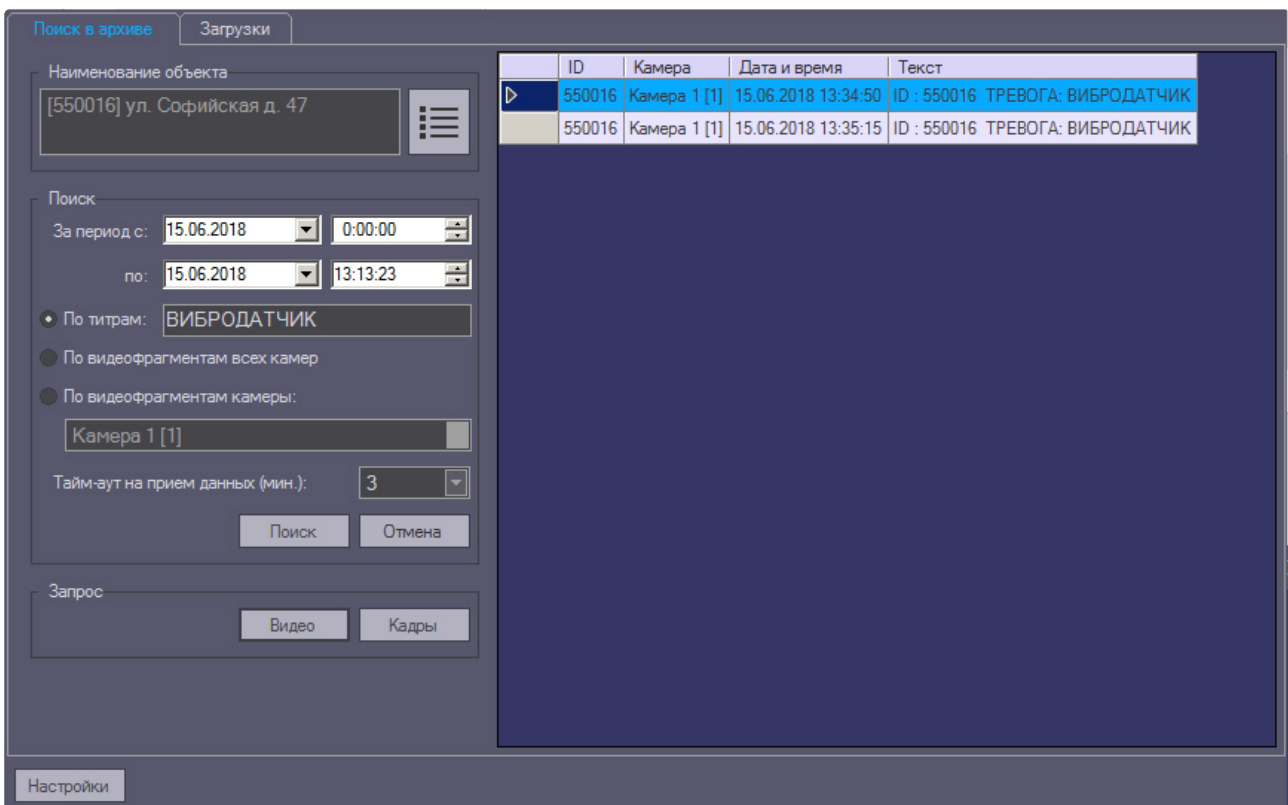 Поиск в архиве Загрузки
Наименование объекта
[550016] ул. Софийская д. 47
Поиск
За период с: 15.06.2018 0:00:00
по: 15.06.2018 13:13:23
По титрам: ВИБРОДАТЧИК
По видеофрагментам всех камер
По видеофрагментам камеры:
Камера 1 [1]
Тайм-аут на прием данных (мин.): 3
Поиск Отмена
Запрос
Видео Кадры
ID Камера Дата и время Текст
550016 Камера 1 [1] 15.06.2018 13:34:50 ID : 550016 ТРЕВОГА: ВИБРОДАТЧИК
550016 Камера 1 [1] 15.06.2018 13:35:15 ID : 550016 ТРЕВОГА: ВИБРОДАТЧИК
Настройки